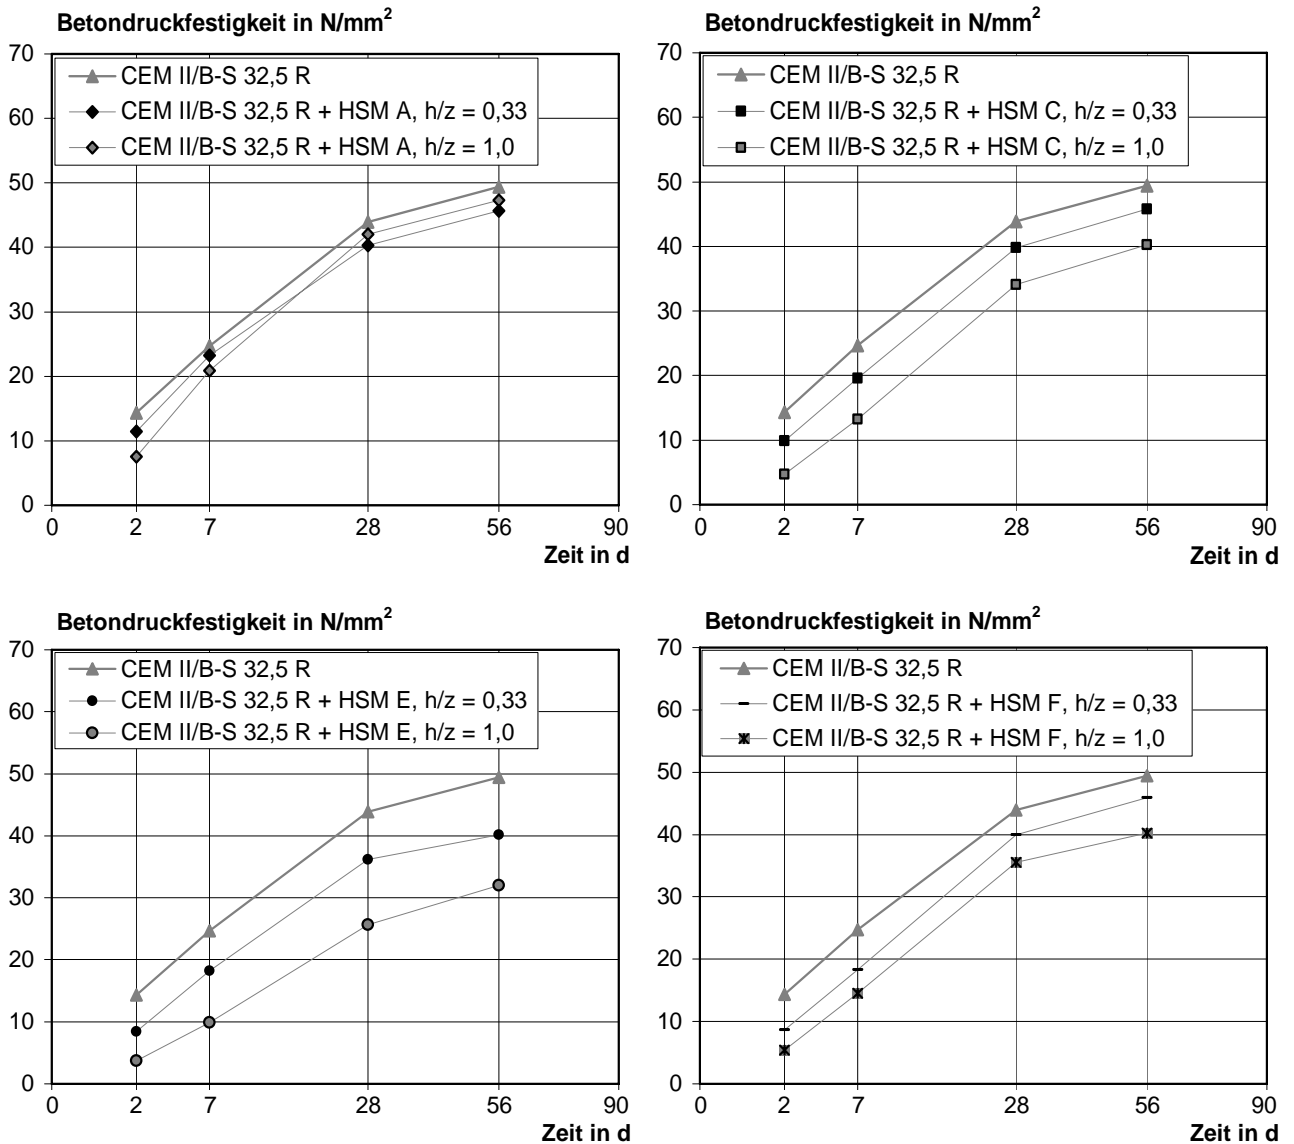 Betondruckfestigkeit in N/mm²
70
60
50
40
30
20
10
0
CEM II/B-S 32,5 R
CEM II/B-S 32,5 R + HSM A, h/z = 0,33
CEM II/B-S 32,5 R + HSM A, h/z = 1,0
0 2 7 28 56 90
Zeit in d
Betondruckfestigkeit in N/mm²
70
60
50
40
30
20
10
0
CEM II/B-S 32,5 R
CEM II/B-S 32,5 R + HSM C, h/z = 0,33
CEM II/B-S 32,5 R + HSM C, h/z = 1,0
0 2 7 28 56 90
Zeit in d
Betondruckfestigkeit in N/mm²
70
60
50
40
30
20
10
0
CEM II/B-S 32,5 R
CEM II/B-S 32,5 R + HSM E, h/z = 0,33
CEM II/B-S 32,5 R + HSM E, h/z = 1,0
0 2 7 28 56 90
Zeit in d
Betondruckfestigkeit in N/mm²
70
60
50
40
30
20
10
0
CEM II/B-S 32,5 R
CEM II/B-S 32,5 R + HSM F, h/z = 0,33
CEM II/B-S 32,5 R + HSM F, h/z = 1,0
0 2 7 28 56 90
Zeit in d